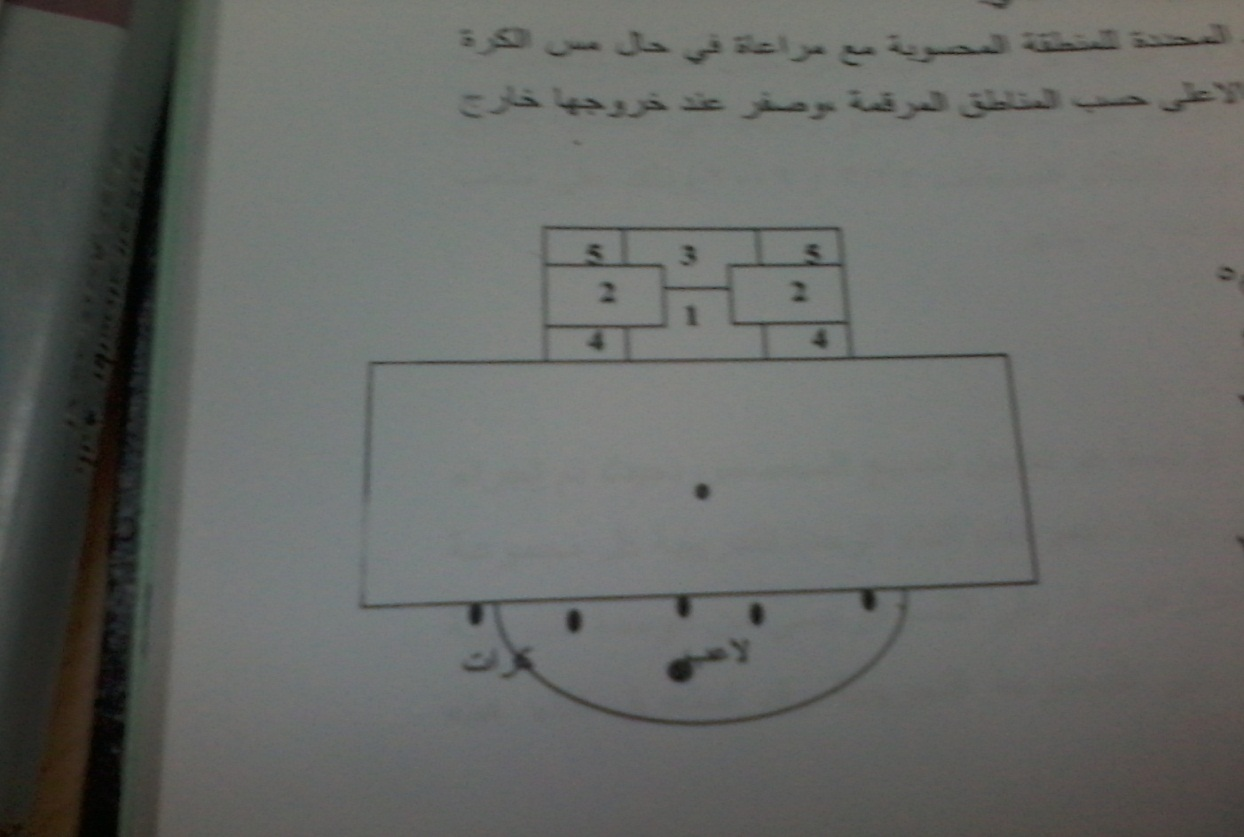 المحددة للمنطقة المحسوبة مع مراعاة في حال مس الكرة
الاعلى حسب المناطق المرقمة وصفر عند خروجها خارج
5 3 5
2 2
1
4 4
لاعب
كرات